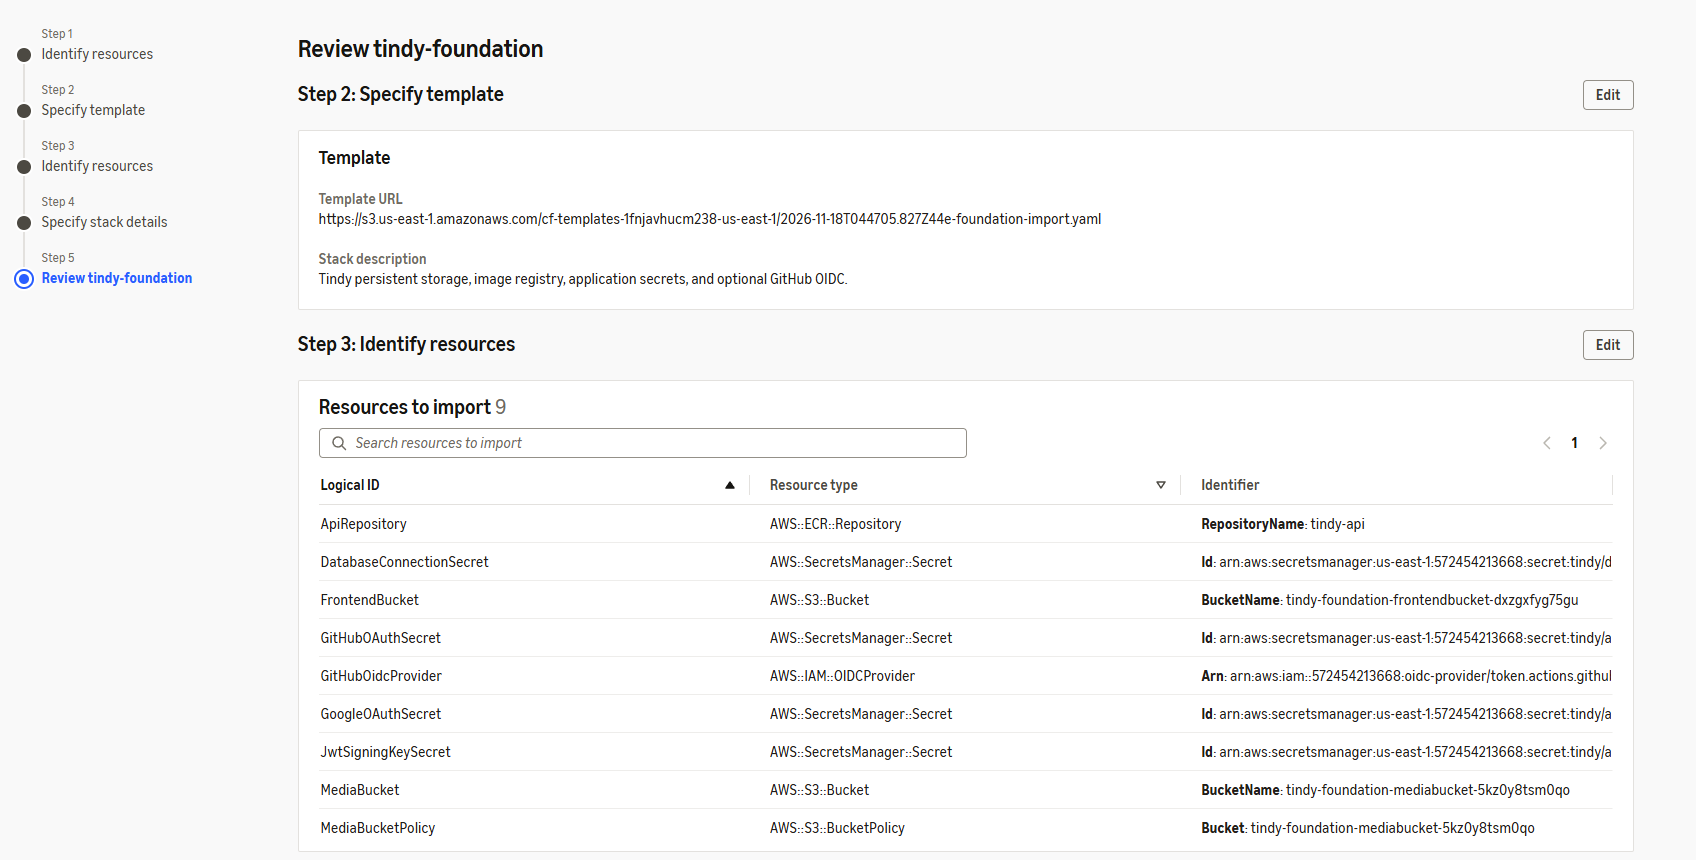 Step 1
Identify resources
Step 2
Specify template
Step 3
Identify resources
Step 4
Specify stack details
Step 5
Review tindy-foundation
Review tindy-foundation
Step 2: Specify template
Edit
Template
Template URL
https://s3.us-east-1.amazonaws.com/cf-templates-1fnjavhucm238-us-east-1/2026-11-18T044705.827Z44e-foundation-import.yaml
Stack description
Tindy persistent storage, image registry, application secrets, and optional GitHub OIDC.
Step 3: Identify resources
Edit
Resources to import 9
Search resources to import
1
Logical ID Resource type Identifier
ApiRepository AWS::ECR::Repository RepositoryName: tindy-api
DatabaseConnectionSecret AWS::SecretsManager::Secret Id: arn:aws:secretsmanager:us-east-1:572454213668:secret:tindy/d
FrontendBucket AWS::S3::Bucket BucketName: tindy-foundation-frontendbucket-dxzgxfyg75gu
GitHubOAuthSecret AWS::SecretsManager::Secret Id: arn:aws:secretsmanager:us-east-1:572454213668:secret:tindy/a
GitHubOidcProvider AWS::IAM::OIDCProvider Arn: arn:aws:iam::572454213668:oidc-provider/token.actions.githu
GoogleOAuthSecret AWS::SecretsManager::Secret Id: arn:aws:secretsmanager:us-east-1:572454213668:secret:tindy/a
JwtSigningKeySecret AWS::SecretsManager::Secret Id: arn:aws:secretsmanager:us-east-1:572454213668:secret:tindy/a
MediaBucket AWS::S3::Bucket BucketName: tindy-foundation-mediabucket-5kz0y8tsm0qo
MediaBucketPolicy AWS::S3::BucketPolicy Bucket: tindy-foundation-mediabucket-5kz0y8tsm0qo